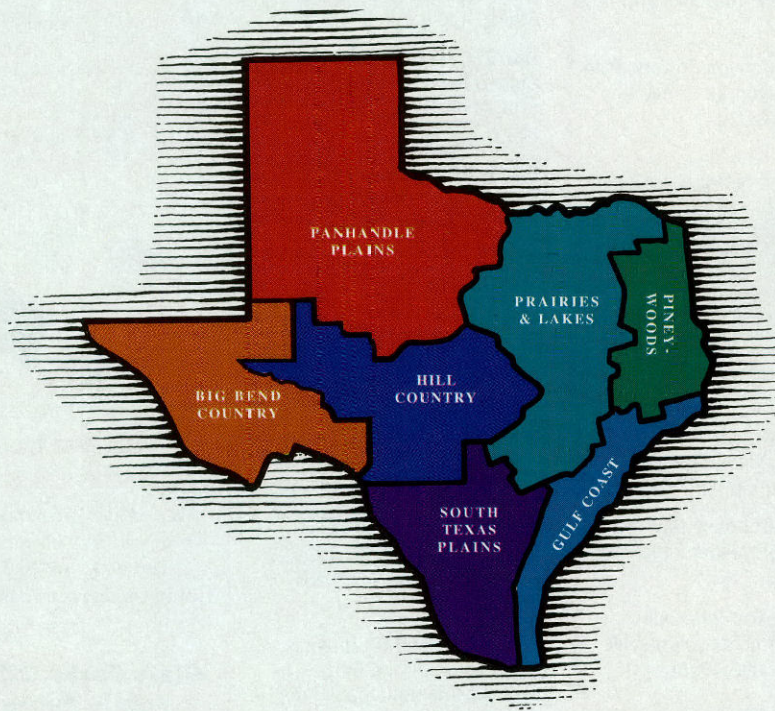 PANHANDLE
PLAINS
PRAIRIES
& LAKES
PINEY-
WOODS
BIG BEND
COUNTRY
HILL
COUNTRY
SOUTH
TEXAS
PLAINS
GULF COAST